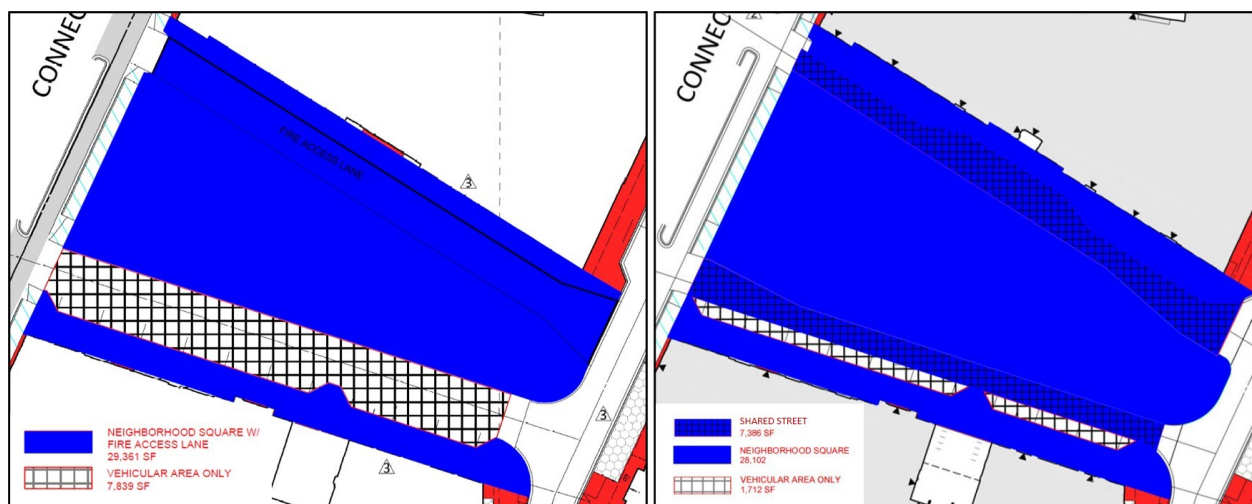 CONNEC
FIRE ACCESS LANE
3
3
3
NEIGHBORHOOD SQUARE W/
FIRE ACCESS LANE
29,361 SF
VEHICULAR AREA ONLY
7,839 SF
2
CONNEC
SHARED STREET
7,386 SF
NEIGHBORHOOD SQUARE
28,102
VEHICULAR AREA ONLY
1,712 SF